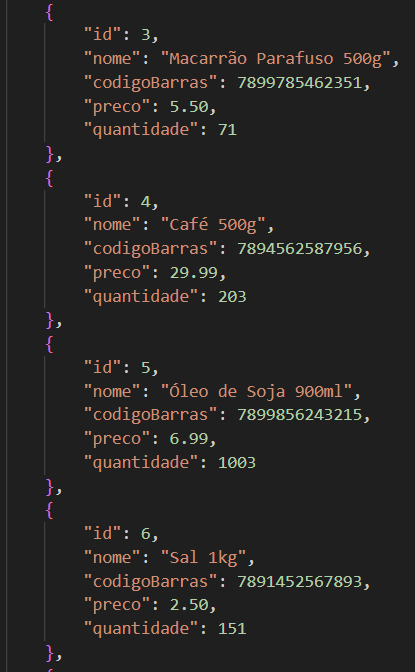 {
"id": 3,
"nome": "Macarrão Parafuso 500g",
"codigoBarras": 7899785462351,
"preco": 5.50,
"quantidade": 71
},
{
"id": 4,
"nome": "Café 500g",
"codigoBarras": 7894562587956,
"preco": 29.99,
"quantidade": 203
},
{
"id": 5,
"nome": "Óleo de Soja 900ml",
"codigoBarras": 7899856243215,
"preco": 6.99,
"quantidade": 1003
},
{
"id": 6,
"nome": "Sal 1kg",
"codigoBarras": 7891452567893,
"preco": 2.50,
"quantidade": 151
},